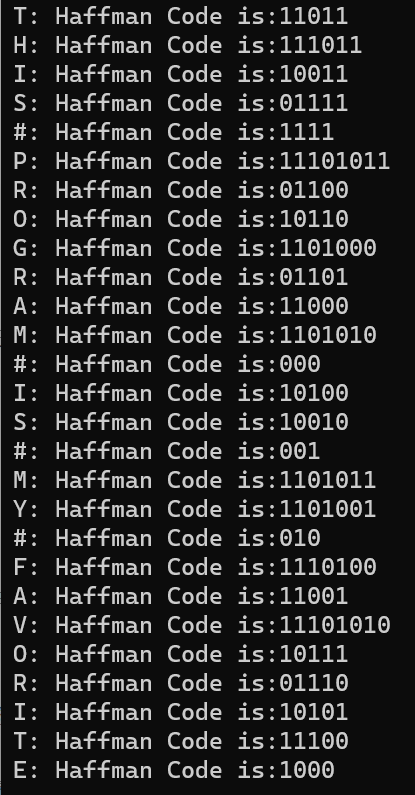 T: Haffman Code is:11011
H: Haffman Code is:111011
I: Haffman Code is:10011
S: Haffman Code is:01111
#: Haffman Code is:1111
P: Haffman Code is:11101011
R: Haffman Code is:01100
O: Haffman Code is:10110
G: Haffman Code is:1101000
R: Haffman Code is:01101
A: Haffman Code is:11000
M: Haffman Code is:1101010
#: Haffman Code is:000
I: Haffman Code is:10100
S: Haffman Code is:10010
#: Haffman Code is:001
M: Haffman Code is:1101011
Y: Haffman Code is:1101001
#: Haffman Code is:010
F: Haffman Code is:1110100
A: Haffman Code is:11001
V: Haffman Code is:11101010
O: Haffman Code is:10111
R: Haffman Code is:01110
I: Haffman Code is:10101
T: Haffman Code is:11100
E: Haffman Code is:1000